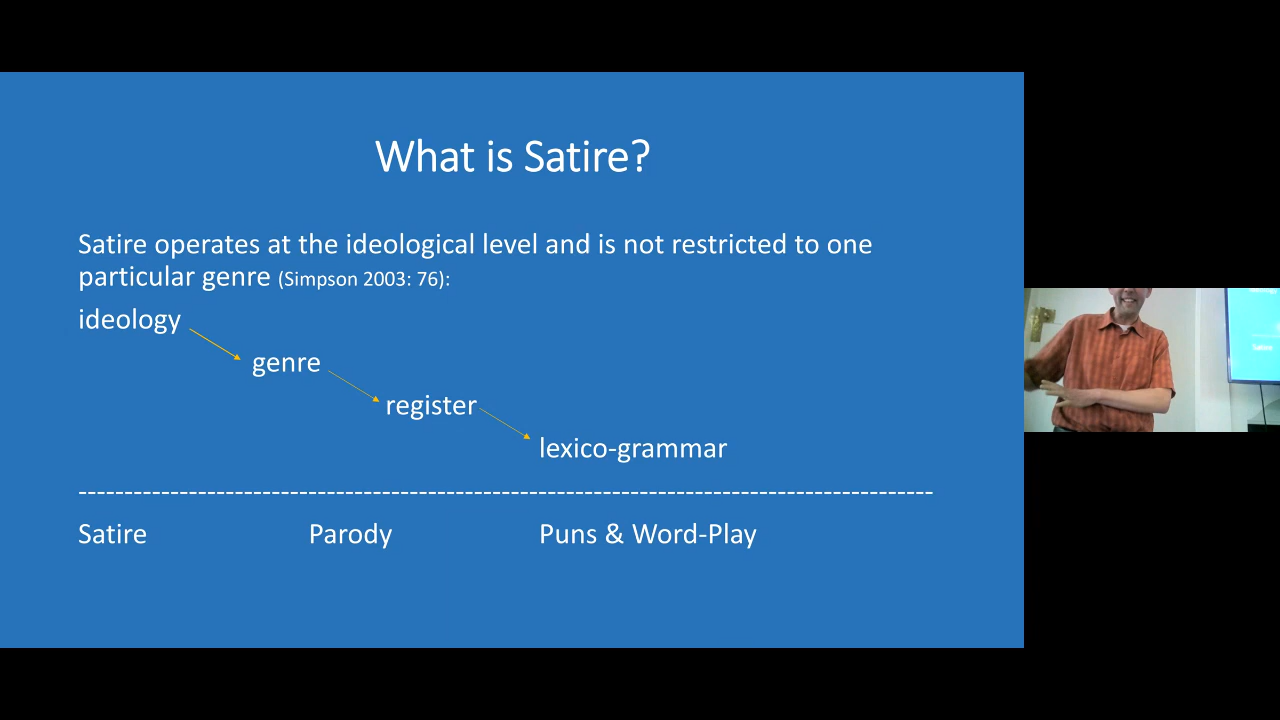 What is Satire?
Satire operates at the ideological level and is not restricted to one
particular genre (Simpson 2003: 76):
ideology
genre
register
lexico-grammar
---------------------------------------------------------------------------------------------
Satire Parody Puns & Word-Play